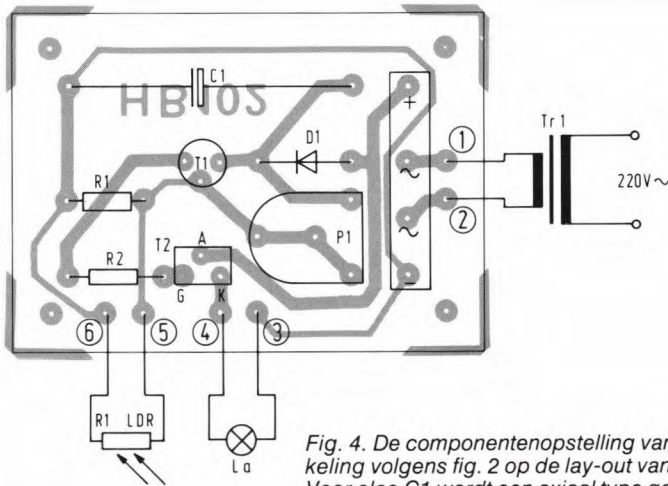 HB402
C1
+
T1
D1
①
Tr 1
220V~
R1
~
②
T2
A
P1
~
R2
G
K
-
⑥
⑤
④
③
R1 LDR
La
Fig. 4. De componentenopstelling van
keling volgens fig. 2 op de lay-out van